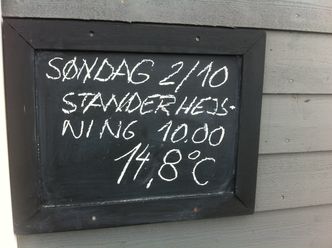 SØNDAG 2/10
STANDERHEJS-
NING 10.00
14,8°C